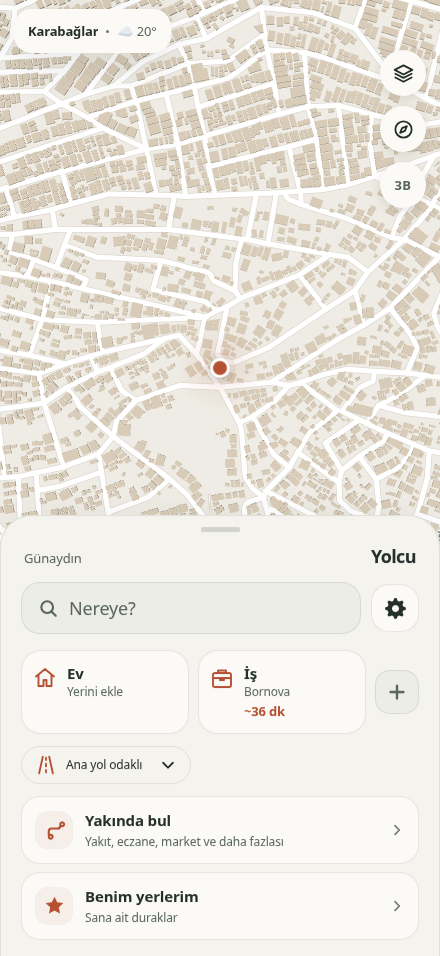 Karabağlar • 20°
3B
Günaydın
Yolcu
Nereye?
Ev
Yerini ekle
İş
Bornova
~36 dk
Ana yol odaklı
Yakında bul
Yakıt, eczane, market ve daha fazlası
Benim yerlerim
Sana ait duraklar